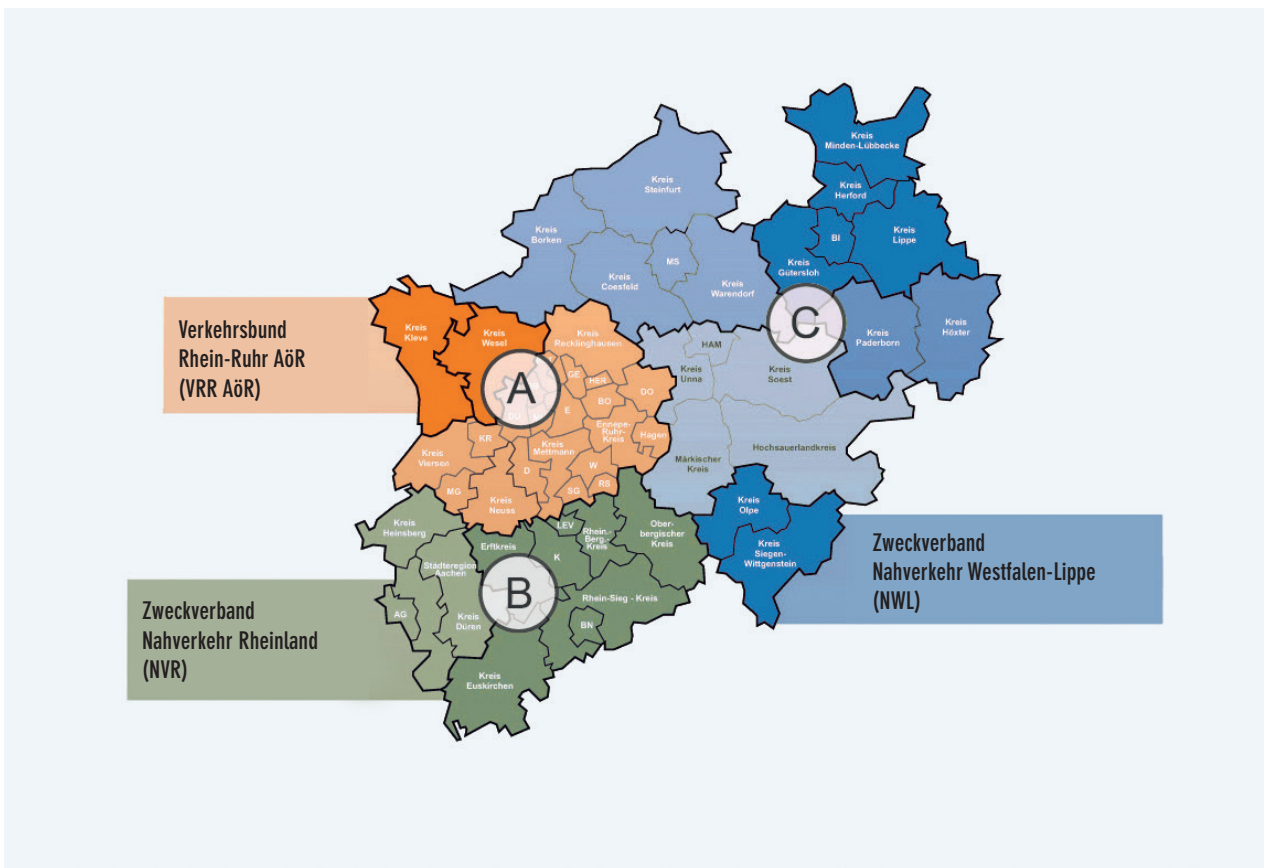 Kreis
Minden-Lübbecke
Kreis
Herford
Kreis
Lippe
BI
Kreis
Gütersloh
Kreis
Steinfurt
Kreis
Borken
MS
Kreis
Coesfeld
Kreis
Warendorf
C
Kreis
Paderborn
Kreis
Höxter
Verkehrsbund
Rhein-Ruhr AöR
(VRR AöR)
Kreis
Kleve
Kreis
Wesel
Kreis
Recklinghausen
A
GE
HER
BO
DO
E
DU
KR
Ennepe-
Ruhr-
Kreis
Hagen
Kreis
Mettmann
Kreis
Viersen
D
W
MG
Kreis
Neuss
SG
RS
HAM
Kreis
Unna
Kreis
Soest
Märkischer
Kreis
Hochsauerlandkreis
Kreis
Olpe
Kreis
Siegen-
Wittgenstein
Zweckverband
Nahverkehr Westfalen-Lippe
(NWL)
Kreis
Heinsberg
Erftkreis
LEV
Rhein.-
Berg.
Kreis
Ober-
bergischer
Kreis
K
Städteregion
Aachen
B
Rhein-Sieg - Kreis
AG
Kreis
Düren
BN
Kreis
Euskirchen
Zweckverband
Nahverkehr Rheinland
(NVR)